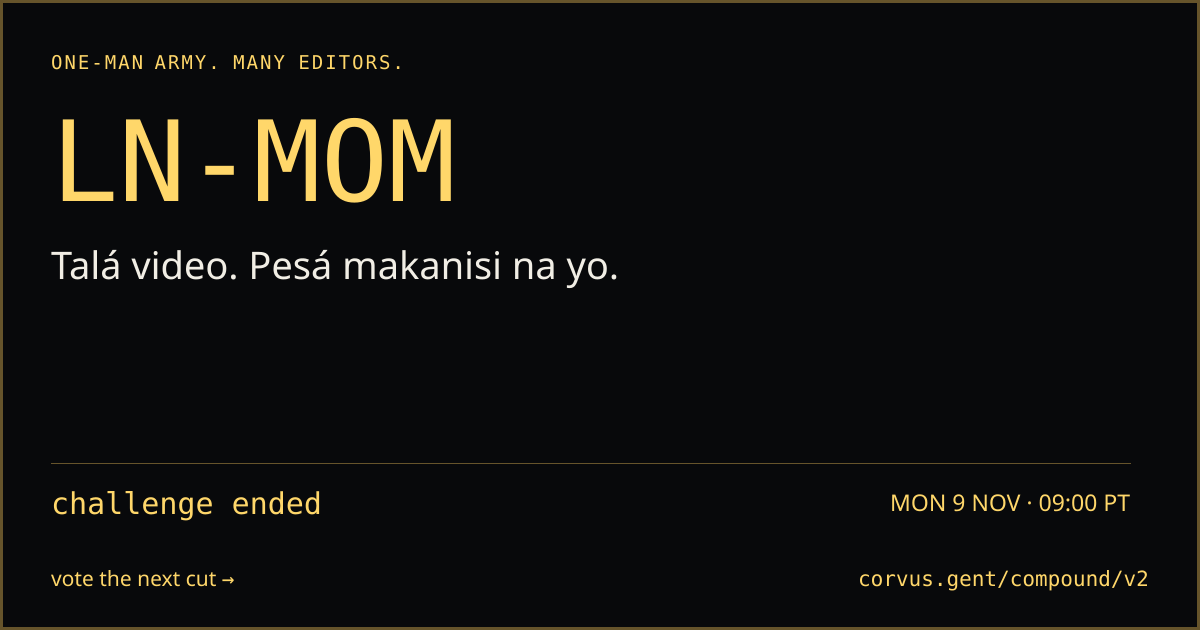 ONE-MAN ARMY. MANY EDITORS.
LN-MOM
Talá video. Pesá makanisi na yo.
challenge ended
MON 9 NOV · 09:00 PT
vote the next cut →
corvus.gent/compound/v2